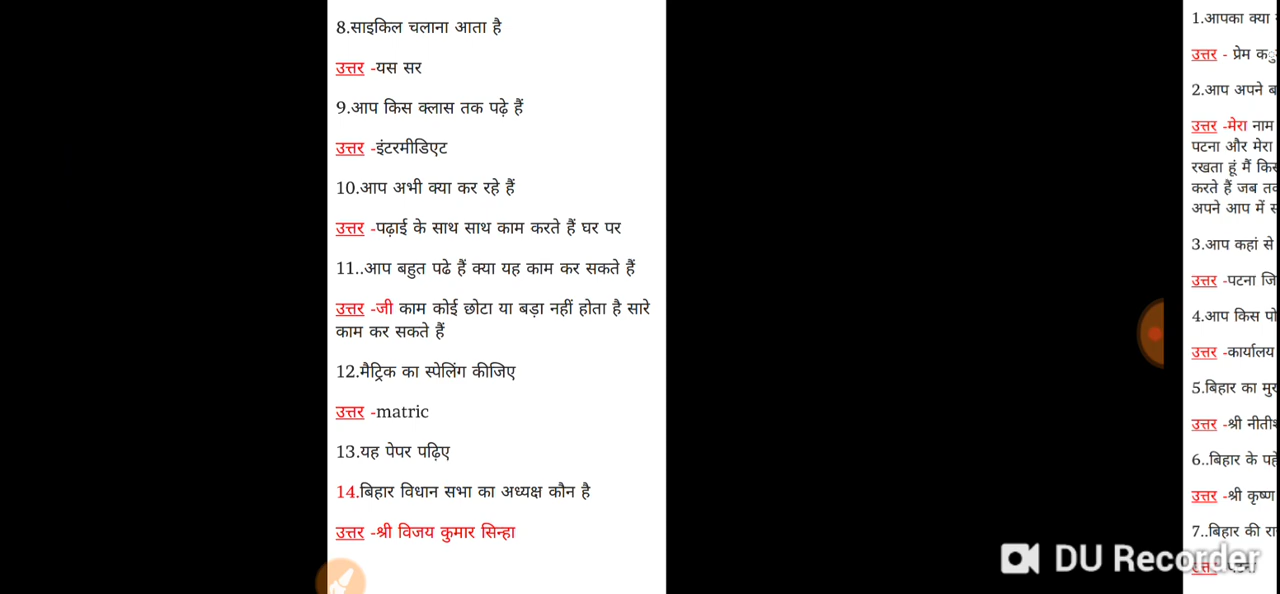 8.साइकिल चलाना आता है
उत्तर -यस सर
9.आप किस क्लास तक पढ़े हैं
उत्तर -इंटरमीडिएट
10.आप अभी क्या कर रहे हैं
उत्तर -पढ़ाई के साथ साथ काम करते हैं घर पर
11..आप बहुत पढे हैं क्या यह काम कर सकते हैं
उत्तर -जी काम कोई छोटा या बड़ा नहीं होता है सारे
काम कर सकते हैं
12.मैट्रिक का स्पेलिंग कीजिए
उत्तर -matric
13.यह पेपर पढ़िए
14.बिहार विधान सभा का अध्यक्ष कौन है
उत्तर -श्री विजय कुमार सिन्हा
1.आपका क्या
उत्तर - प्रेम
2.आप अपने
उत्तर -मेरा नाम
पटना और मेरा
रखता हूं मैं
करते हैं जब
अपने आप में
3.आप कहां से
उत्तर -पटना
4.आप किस
उत्तर -कार्यालय
5.बिहार का
उत्तर -श्री
6..बिहार के
उत्तर -श्री कृष्ण
7..बिहार की
DU Recorder